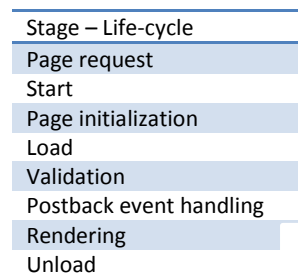 Stage – Life-cycle
Page request
Start
Page initialization
Load
Validation
Postback event handling
Rendering
Unload